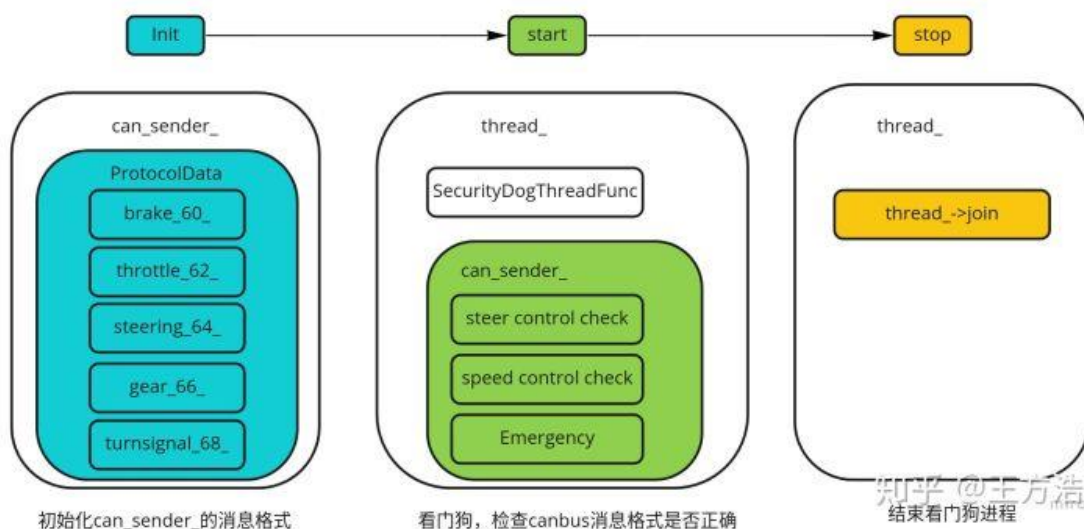 Init
start
stop
can_sender_
ProtocolData
brake_60_
throttle_62_
steering_64_
gear_66_
turnsignal_68_
初始化can_sender_的消息格式
thread_
SecurityDogThreadFunc
can_sender_
steer control check
speed control check
Emergency
看门狗，检查canbus消息格式是否正确
thread_
thread_->join
知乎 @王方浩
结束看门狗进程